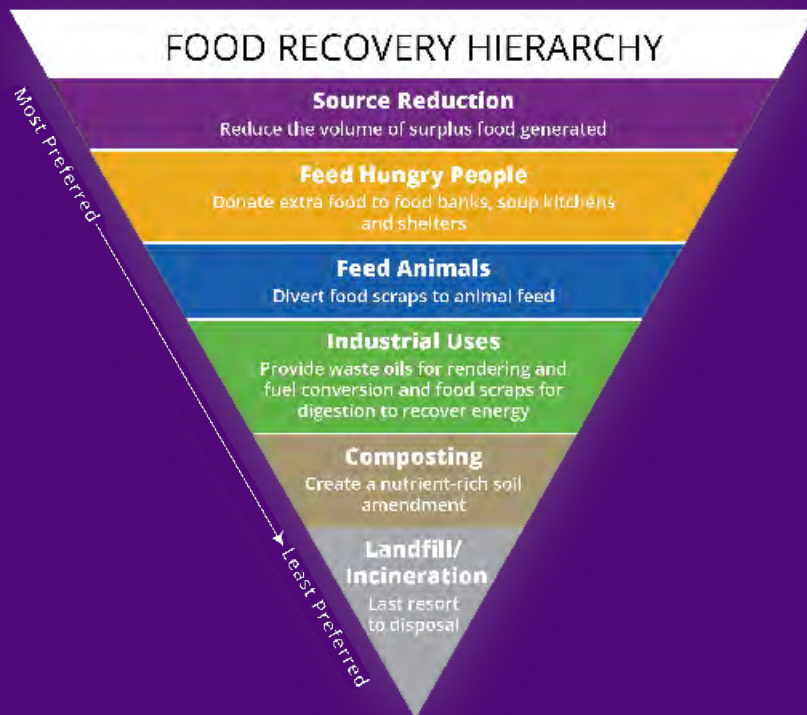 FOOD RECOVERY HIERARCHY
Source Reduction
Reduce the volume of surplus food generated
Feed Hungry People
Donate extra food to food banks, soup kitchens
and shelters
Feed Animals
Divert food scraps to animal feed
Industrial Uses
Provide waste oils for rendering and
fuel conversion and food scraps for
digestion to recover energy
Composting
Create a nutrient-rich soil
amendment
Landfill/
Incineration
Last resort
to disposal
Most Preferred
Least Preferred